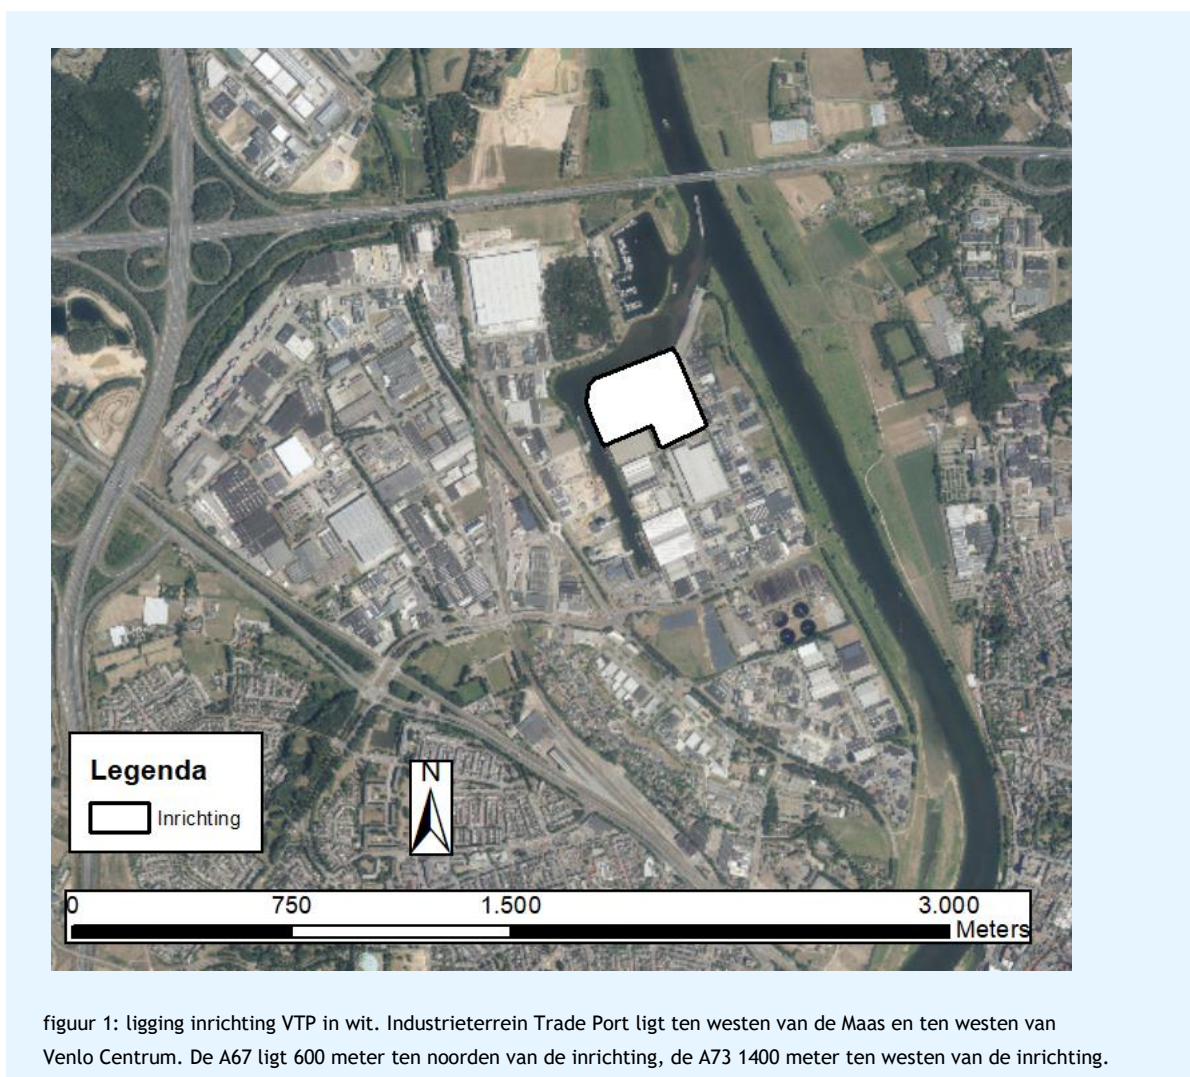 Legenda
Inrichting
N
0 750 1.500 3.000
Meters
figuur 1: ligging inrichting VTP in wit. Industrieterrein Trade Port ligt ten westen van de Maas en ten westen van
Venlo Centrum. De A67 ligt 600 meter ten noorden van de inrichting, de A73 1400 meter ten westen van de inrichting.